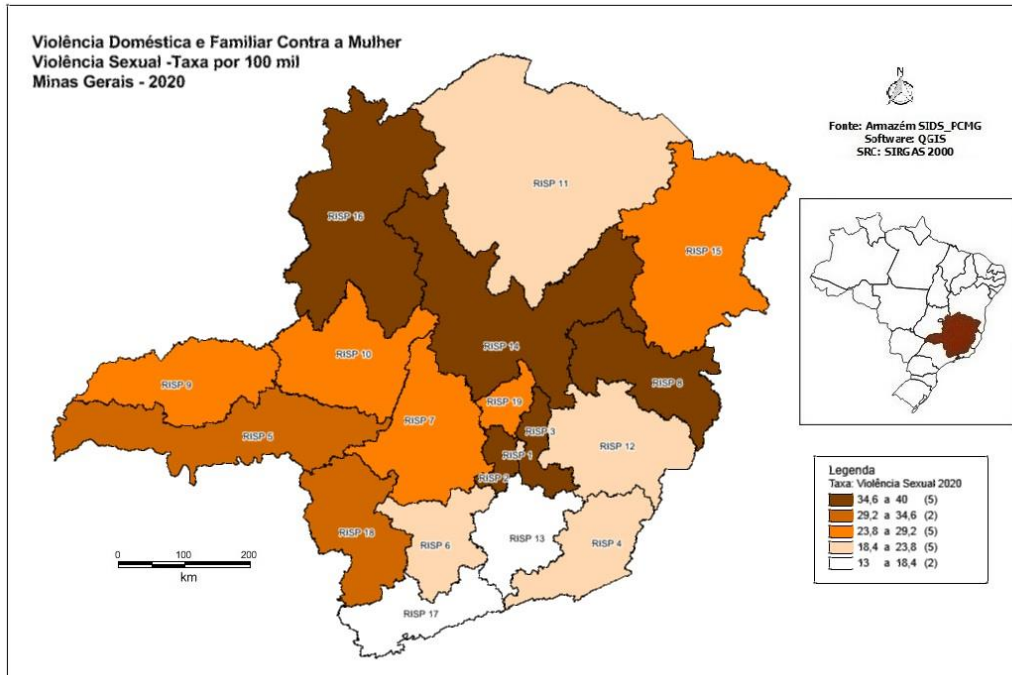 Violência Doméstica e Familiar Contra a Mulher
Violência Sexual -Taxa por 100 mil
Minas Gerais - 2020
N
Fonte: Armazém SIDS_PCMG
Software: QGIS
SRC: SIRGAS 2000
RISP 11
RISP 16
RISP 15
RISP 14
RISP 10
RISP 9
RISP 8
RISP 19
RISP 7
RISP 3
RISP 5
RISP 12
RISP 1
RISP 2
RISP 18
RISP 6
RISP 13
RISP 4
RISP 17
0 100 200
km
Legenda
Taxa: Violência Sexual 2020
34,6 a 40 (5)
29,2 a 34,6 (2)
23,8 a 29,2 (5)
18,4 a 23,8 (5)
13 a 18,4 (2)